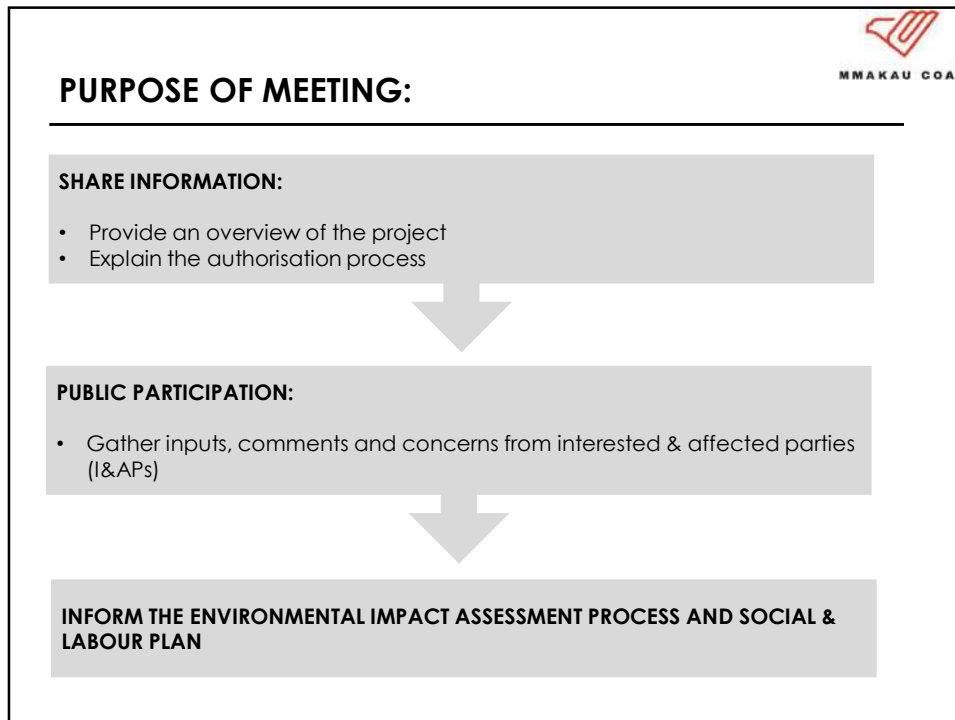 MMAKAU COA
PURPOSE OF MEETING:
SHARE INFORMATION:
• Provide an overview of the project
• Explain the authorisation process
PUBLIC PARTICIPATION:
• Gather inputs, comments and concerns from interested & affected parties
(I&APs)
INFORM THE ENVIRONMENTAL IMPACT ASSESSMENT PROCESS AND SOCIAL &
LABOUR PLAN